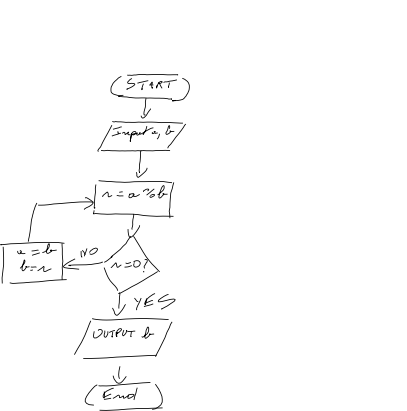 START
Input a, b
r = a % b
r = 0?
NO
a = b
b = r
YES
OUTPUT b
End